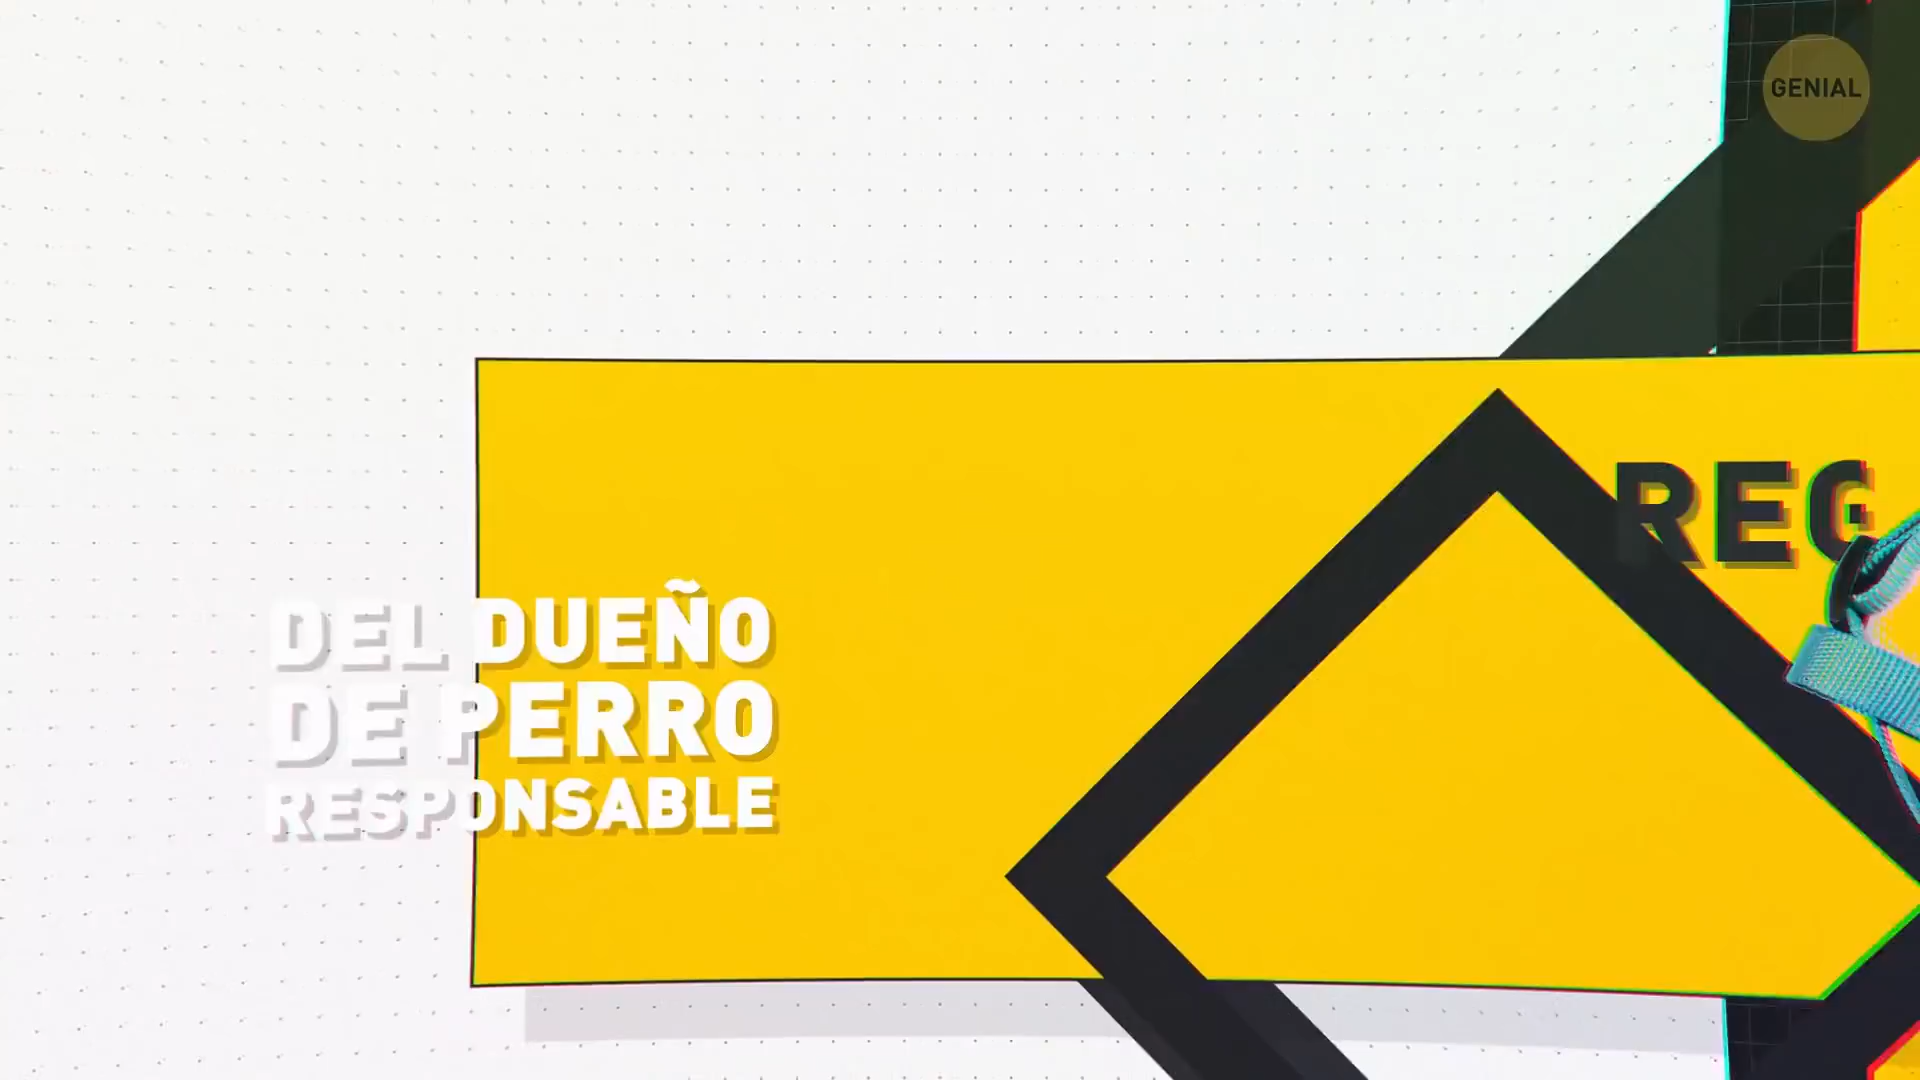 GENIAL
REG
DEL DUEÑO
DE PERRO
RESPONSABLE